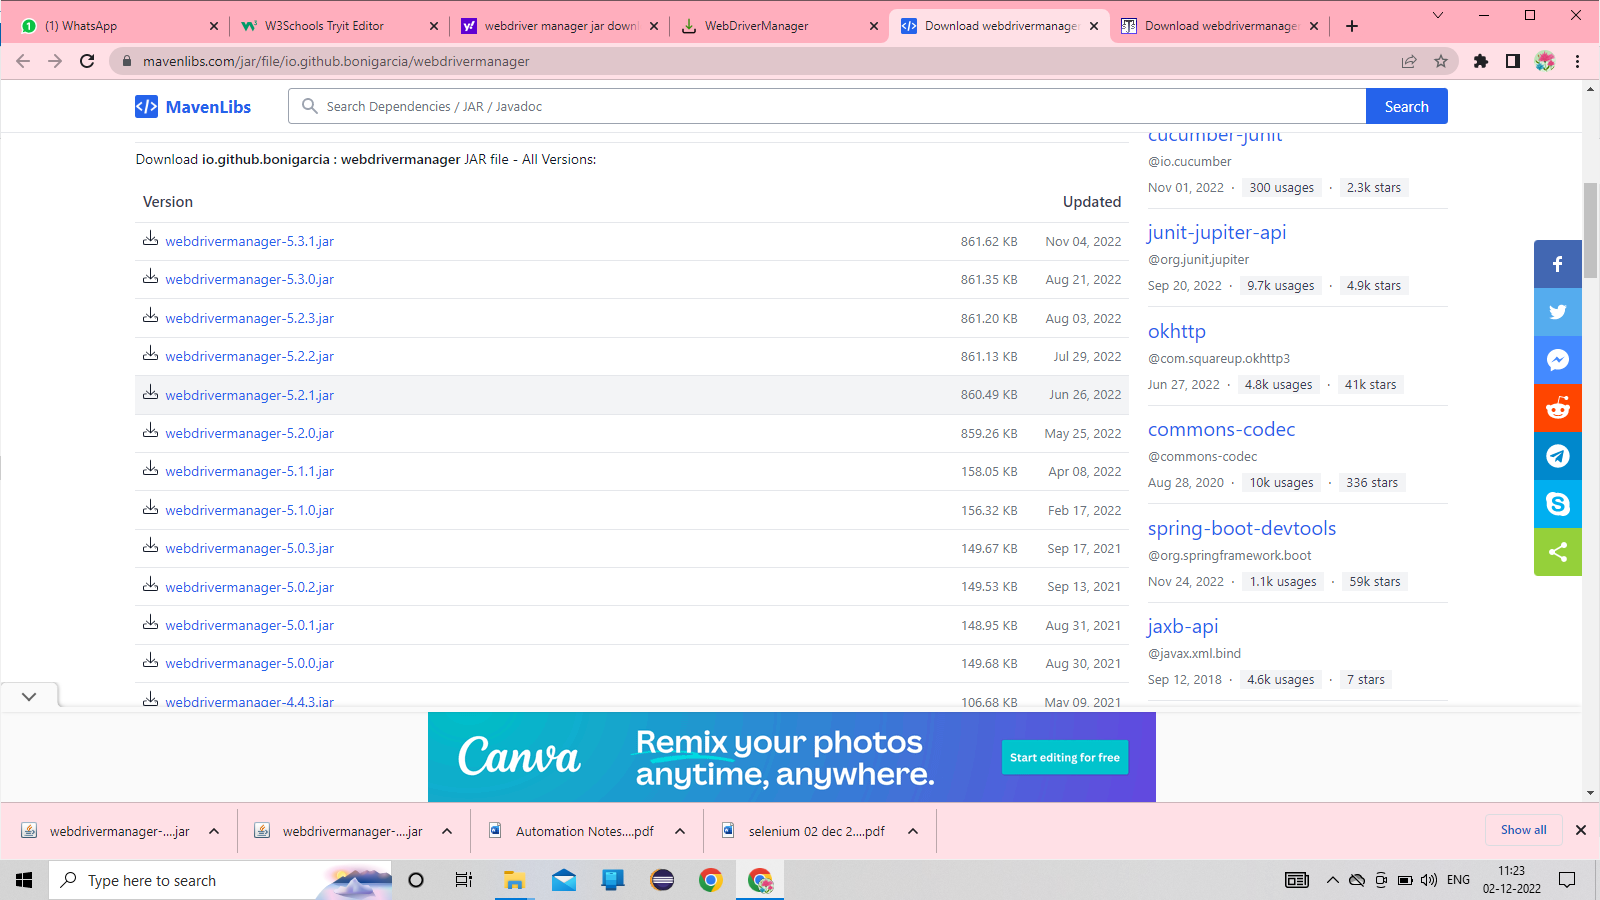 (1) WhatsApp
W3Schools Tryit Editor
webdriver manager jar downl
WebDriverManager
Download webdrivermanager
Download webdrivermanager
mavenlibs.com/jar/file/io.github.bonigarcia/webdrivermanager
MavenLibs
Search Dependencies / JAR / Javadoc
Search
Download io.github.bonigarcia : webdrivermanager JAR file - All Versions:
Version Updated
webdrivermanager-5.3.1.jar 861.62 KB Nov 04, 2022
webdrivermanager-5.3.0.jar 861.35 KB Aug 21, 2022
webdrivermanager-5.2.3.jar 861.20 KB Aug 03, 2022
webdrivermanager-5.2.2.jar 861.13 KB Jul 29, 2022
webdrivermanager-5.2.1.jar 860.49 KB Jun 26, 2022
webdrivermanager-5.2.0.jar 859.26 KB May 25, 2022
webdrivermanager-5.1.1.jar 158.05 KB Apr 08, 2022
webdrivermanager-5.1.0.jar 156.32 KB Feb 17, 2022
webdrivermanager-5.0.3.jar 149.67 KB Sep 17, 2021
webdrivermanager-5.0.2.jar 149.53 KB Sep 13, 2021
webdrivermanager-5.0.1.jar 148.95 KB Aug 31, 2021
webdrivermanager-5.0.0.jar 149.68 KB Aug 30, 2021
webdrivermanager-4.4.3.jar 106.68 KB May 09, 2021
cucumber-junit
@io.cucumber
Nov 01, 2022 · 300 usages · 2.3k stars
junit-jupiter-api
@org.junit.jupiter
Sep 20, 2022 · 9.7k usages · 4.9k stars
okhttp
@com.squareup.okhttp3
Jun 27, 2022 · 4.8k usages · 41k stars
commons-codec
@commons-codec
Aug 28, 2020 · 10k usages · 336 stars
spring-boot-devtools
@org.springframework.boot
Nov 24, 2022 · 1.1k usages · 59k stars
jaxb-api
@javax.xml.bind
Sep 12, 2018 · 4.6k usages · 7 stars
Canva
Remix your photos
anytime, anywhere.
Start editing for free
webdrivermanager-....jar
webdrivermanager-....jar
Automation Notes....pdf
selenium 02 dec 2....pdf
Show all
Type here to search
ENG
11:23
02-12-2022